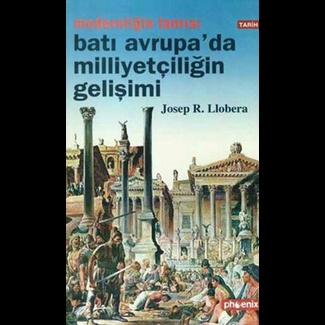 modernliğin tanrısı
TARİH
batı avrupa'da
milliyetçiliğin
gelişimi
Josep R. Llobera
phoenix